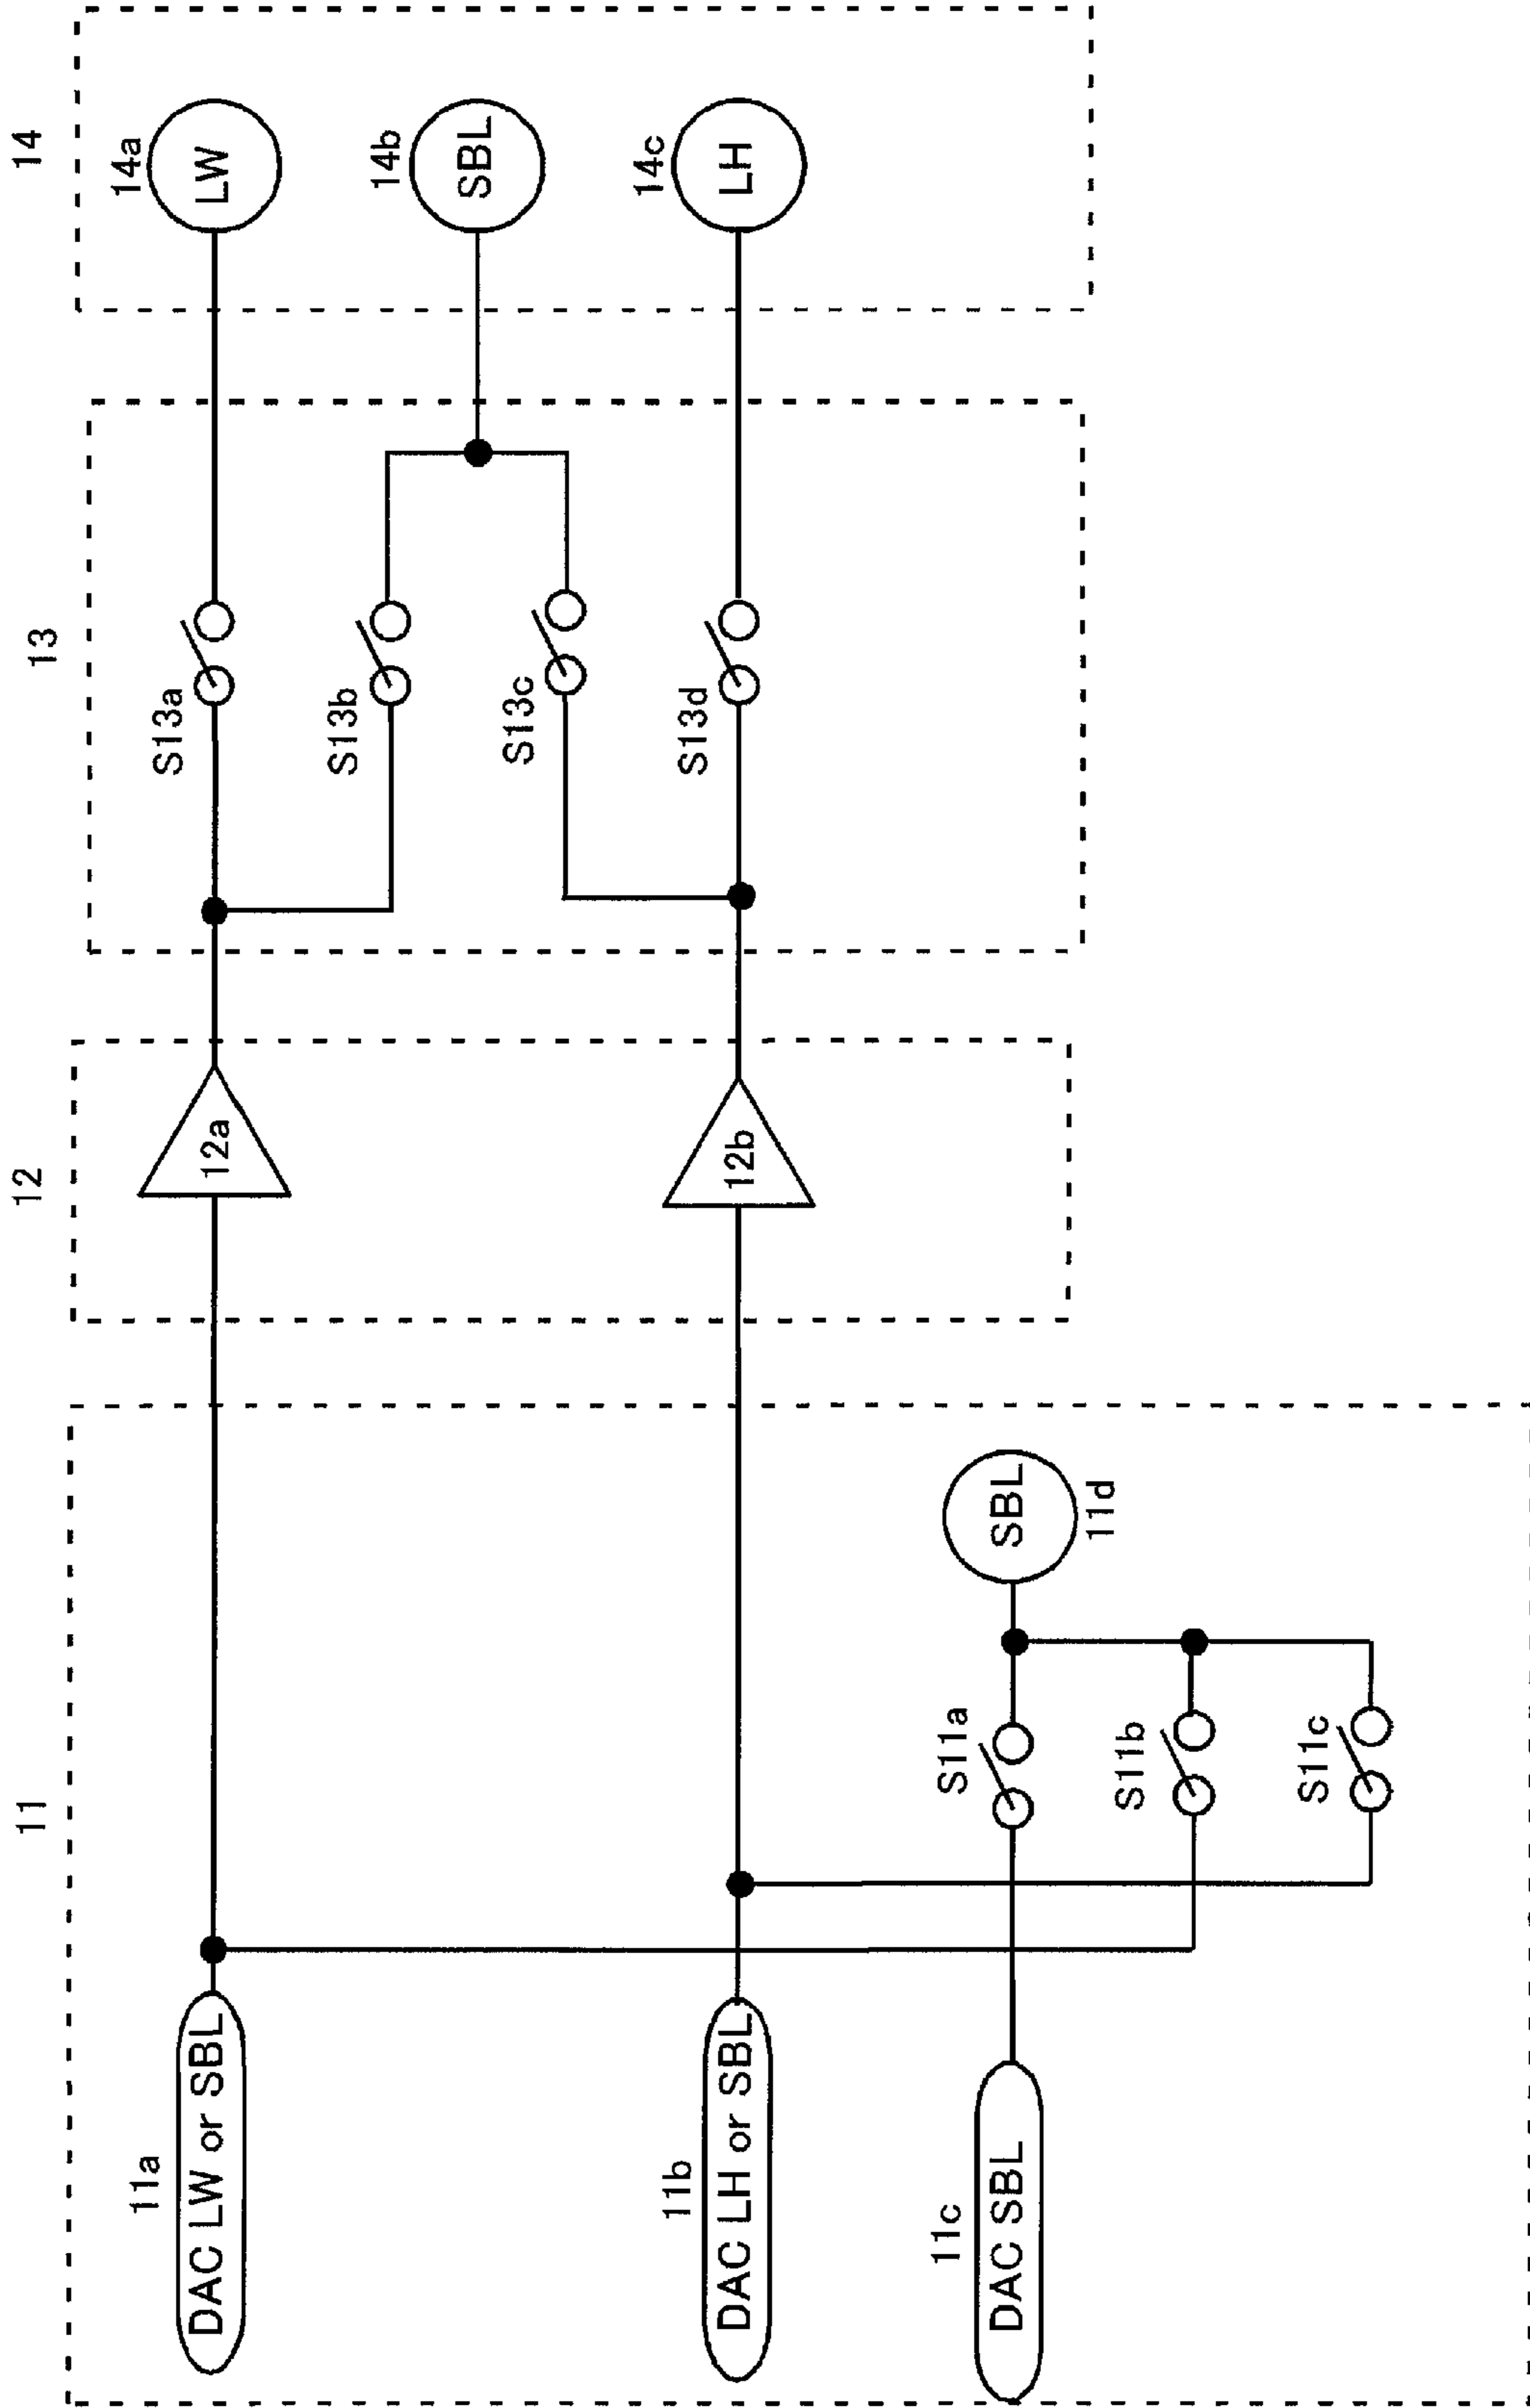 11
11a
DAC LW or SBL
11b
DAC LH or SBL
11c
DAC SBL
S11a
S11b
S11c
SBL
11d
12
12a
12b
13
S13a
S13b
S13c
S13d
14
14a
LW
14b
SBL
14c
LH